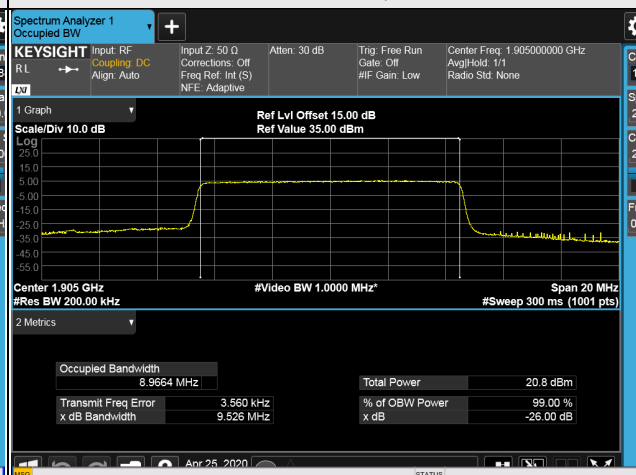 Spectrum Analyzer 1
Occupied BW
KEYSIGHT
R L
LXI
Input: RF
Coupling: DC
Align: Auto
Input Z: 50 Ω
Corrections: Off
Freq Ref: Int (S)
NFE: Adaptive
Atten: 30 dB
Trig: Free Run
Gate: Off
#IF Gain: Low
Center Freq: 1.905000000 GHz
Avg|Hold: 1/1
Radio Std: None
1 Graph
Scale/Div 10.0 dB
Ref Lvl Offset 15.00 dB
Ref Value 35.00 dBm
Log
25.0
15.0
5.00
-5.00
-15.0
-25.0
-35.0
-45.0
-55.0
Center 1.905 GHz
#Res BW 200.00 kHz
#Video BW 1.0000 MHz*
Span 20 MHz
#Sweep 300 ms (1001 pts)
2 Metrics
Occupied Bandwidth
8.9664 MHz
Transmit Freq Error 3.560 kHz
x dB Bandwidth 9.526 MHz
Total Power 20.8 dBm
% of OBW Power 99.00 %
x dB -26.00 dB
Apr 25, 2020
MSG
STATUS